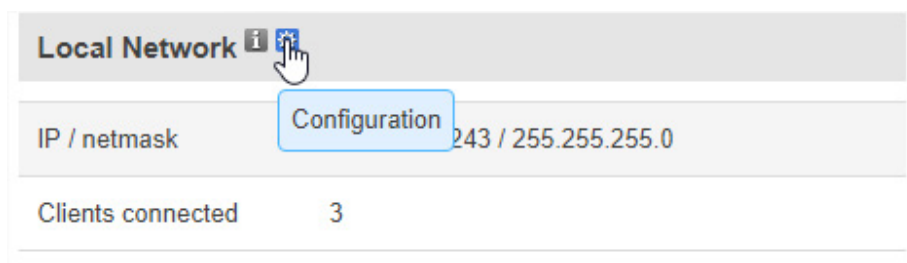 Local Network
Configuration
IP / netmask 243 / 255.255.255.0
Clients connected 3